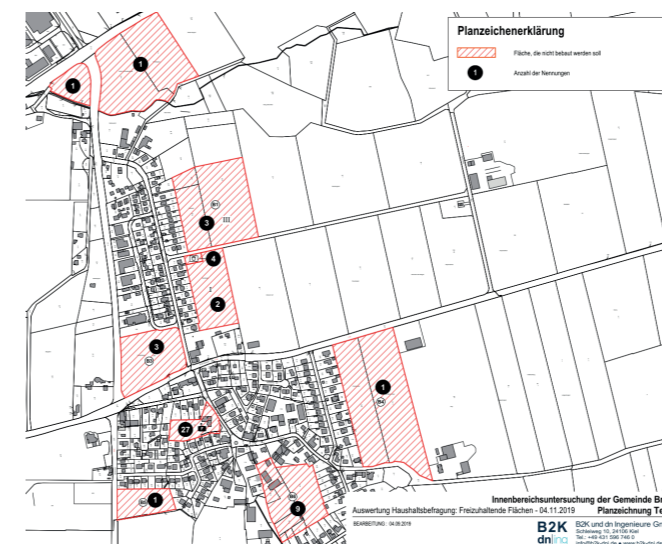 Planzeichenerklärung
Fläche, die nicht bebaut werden soll
1 Anzahl der Nennungen
1
1
3
4
2
3
1
27
1
9
Innenbereichsuntersuchung der Gemeinde
Auswertung Haushaltsbefragung: Freizuhaltende Flächen - 04.11.2019 Planzeichnung
BEARBEITUNG : 04.09.2019
B2K
dn|ing
B2K und dn Ingenieure
Schleiweg 10, 24106 Kiel
Tel.: +49 431 596 746 0